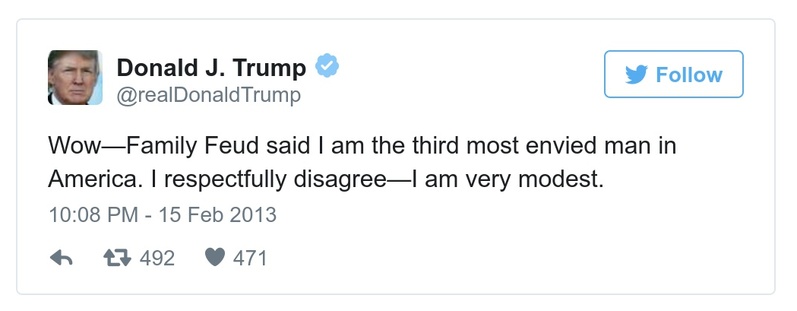 Donald J. Trump
@realDonaldTrump
Follow
Wow—Family Feud said I am the third most envied man in
America. I respectfully disagree—I am very modest.
10:08 PM - 15 Feb 2013
492 471